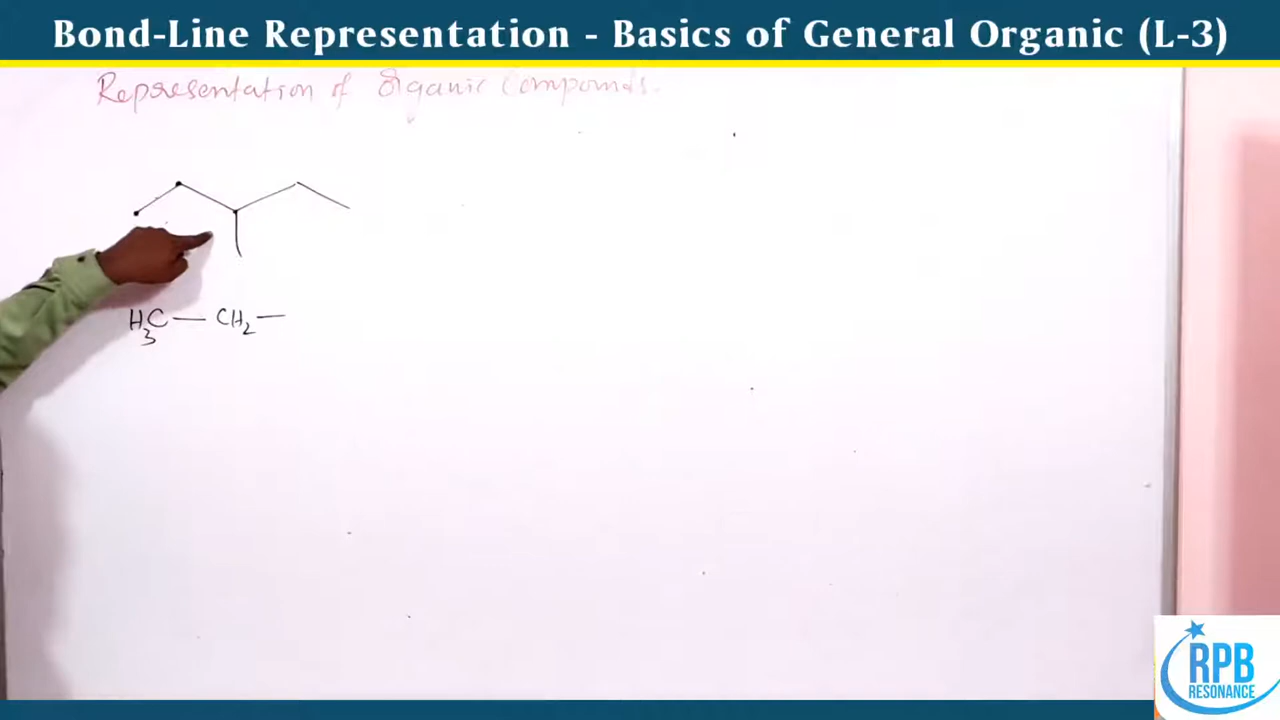 Bond-Line Representation - Basics of General Organic (L-3)
Representation of Organic Compounds.
H3C — CH2 —
RPB
RESONANCE